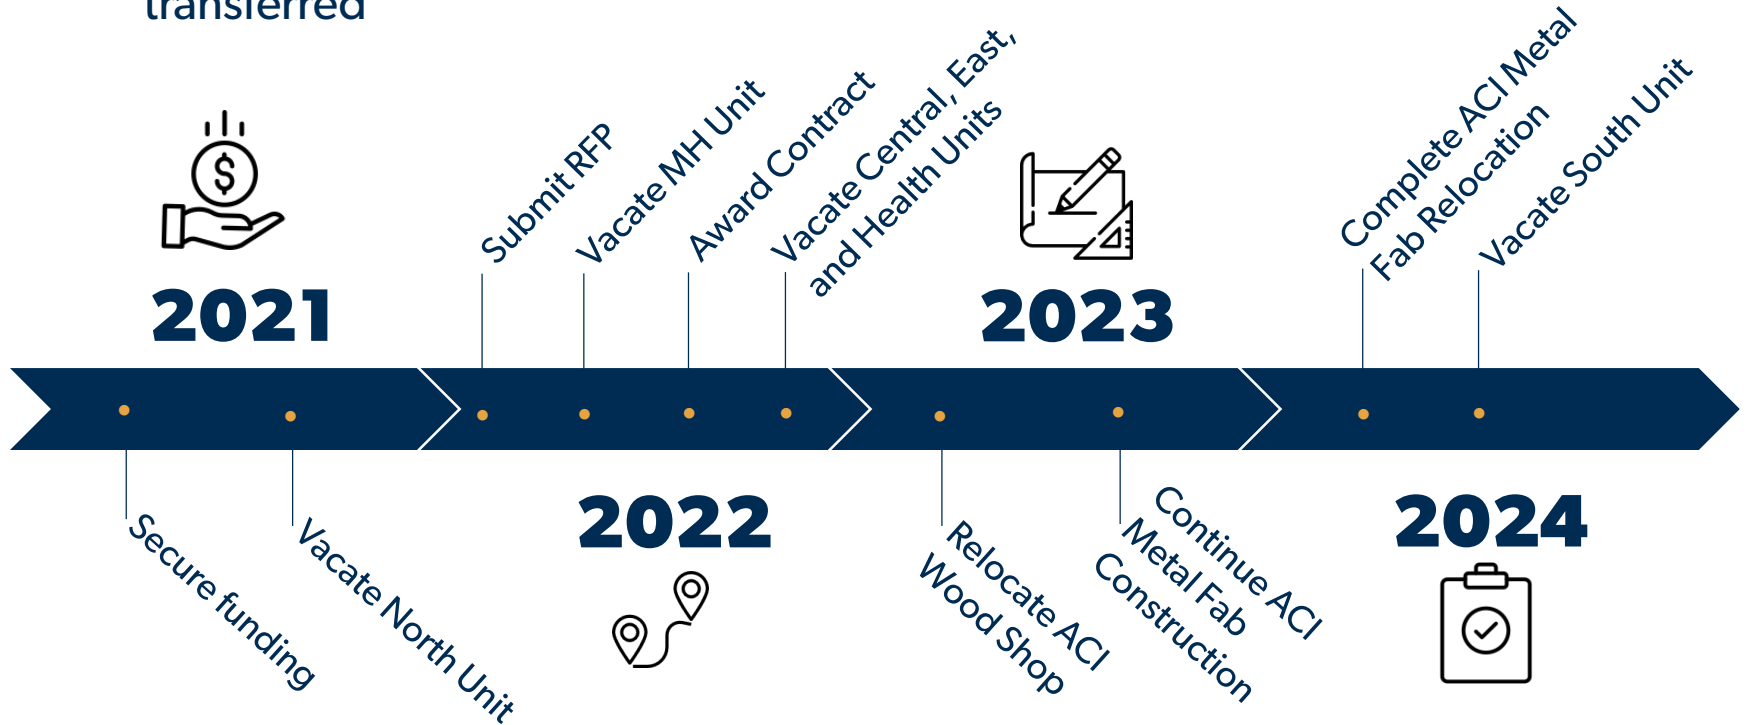 transferred
2021
Secure funding
Vacate North Unit
2022
Submit RFP
Vacate MH Unit
Award Contract
Vacate Central, East,
and Health Units
2023
Relocate ACI
Wood Shop
Continue ACI
Metal Fab
Construction
2024
Complete ACI Metal
Fab Relocation
Vacate South Unit